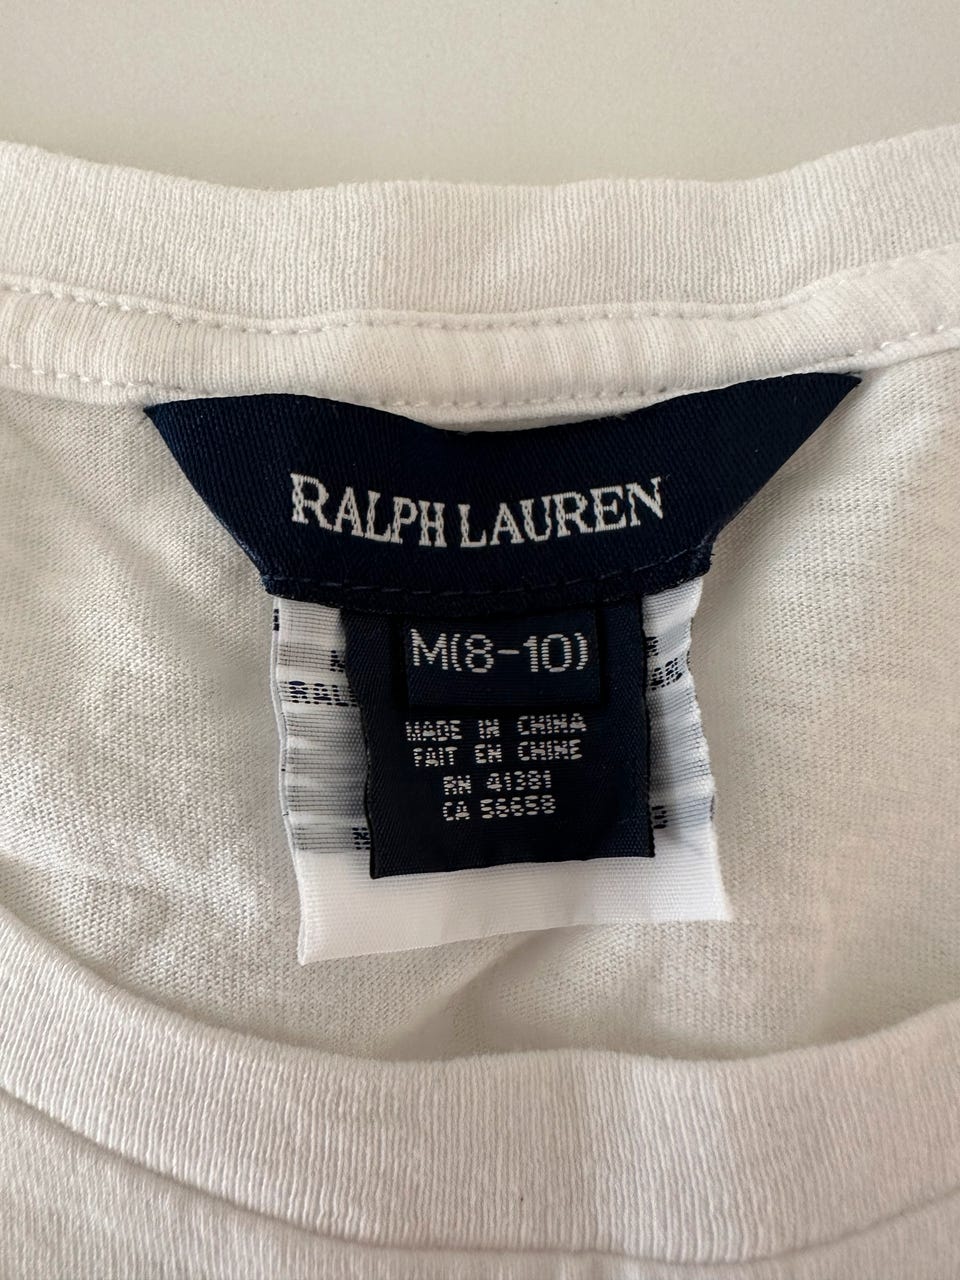 RALPH LAUREN
M(8-10)
MADE IN CHINA
FAIT EN CHINE
RN 41381
CA 56658